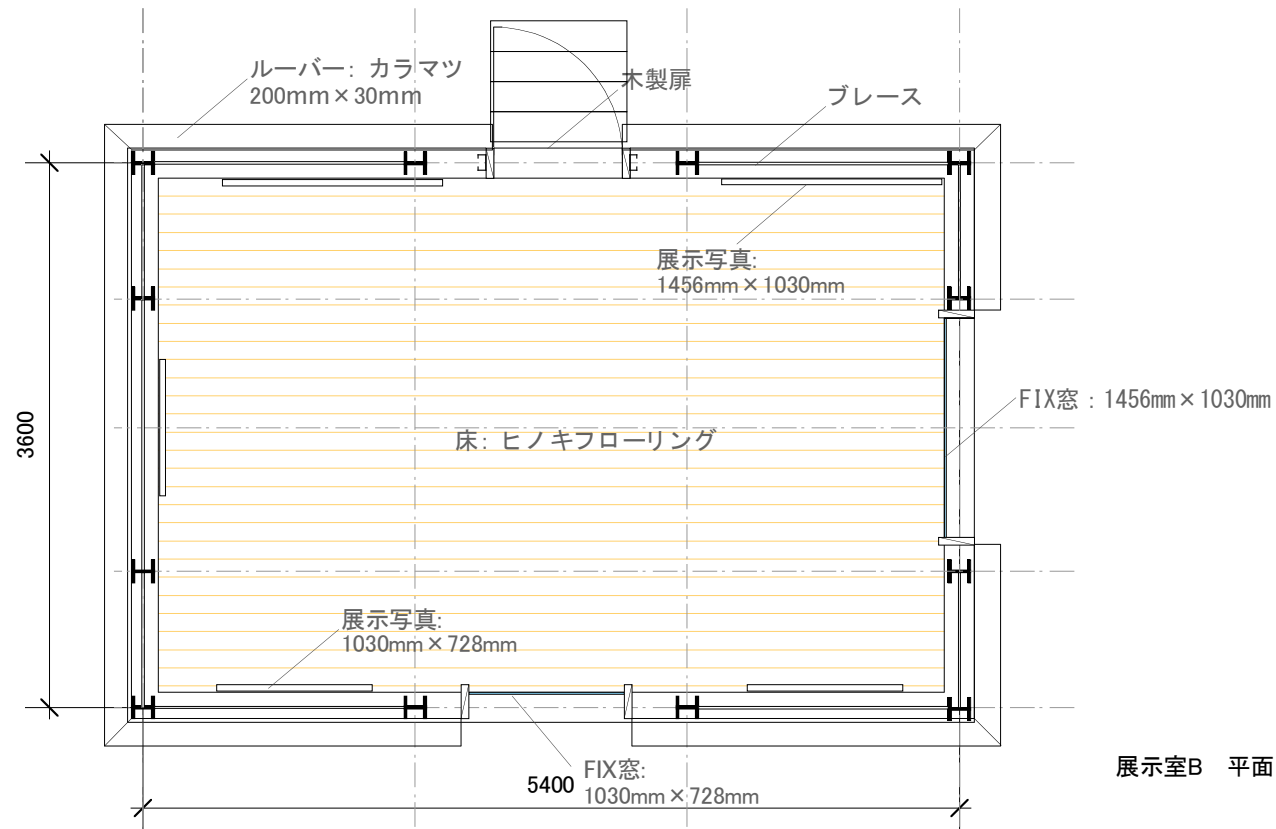 ルーバー: カラマツ
200mm×30mm
木製扉
ブレース
展示写真:
1456mm×1030mm
3600
FIX窓：1456mm×1030mm
床: ヒノキフローリング
展示写真:
1030mm×728mm
5400
FIX窓:
1030mm×728mm
展示室B　平面